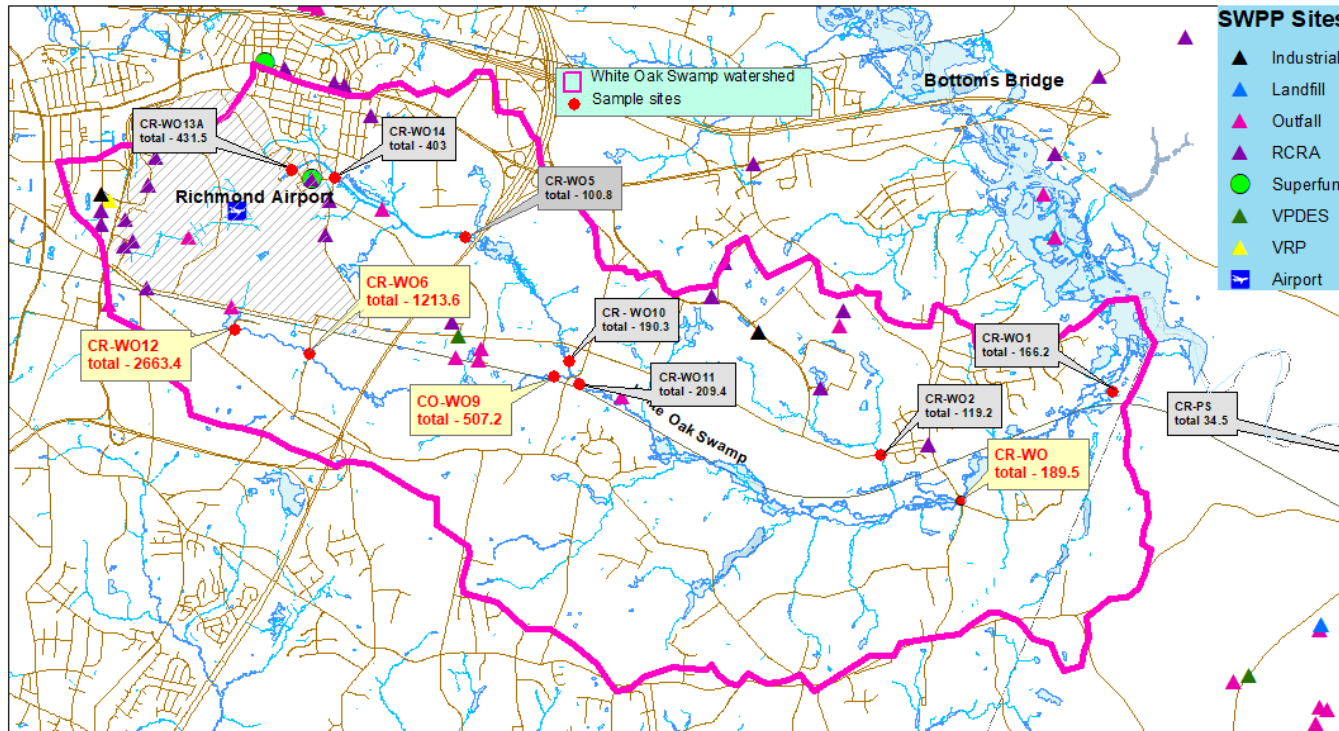 SWPP Sites
Industrial
Landfill
Outfall
RCRA
Superfun
VPDES
VRP
Airport
White Oak Swamp watershed
Sample sites
Bottoms Bridge
CR-WO13A
total - 431.5
CR-WO14
total - 403
CR-WO5
total - 100.8
Richmond Airport
CR-WO6
total - 1213.6
CR-WO12
total - 2663.4
CR - WO10
total - 190.3
CR-WO1
total - 166.2
CR-WO11
total - 209.4
CO-WO9
total - 507.2
CR-WO2
total - 119.2
CR-PS
total 34.5
Oak Swamp
CR-WO
total - 189.5